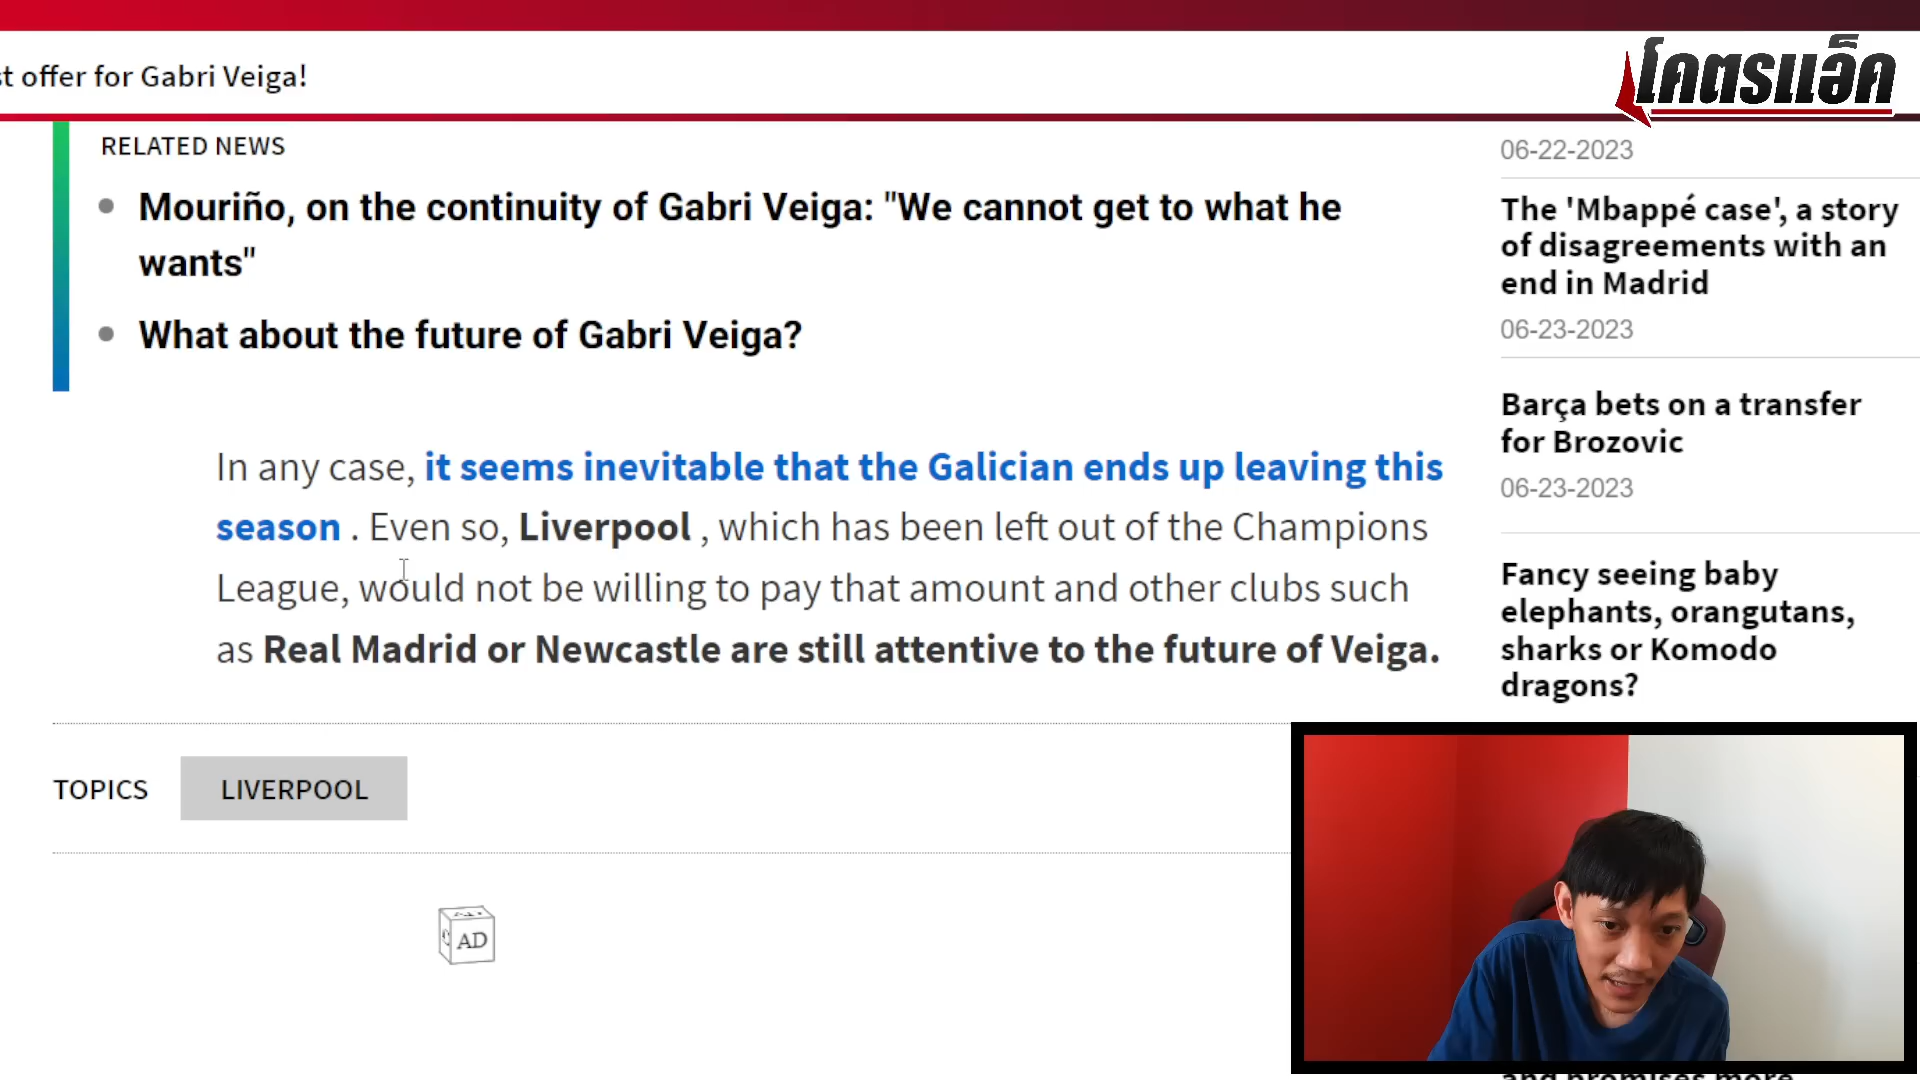 st offer for Gabri Veiga!
โคตรแอ็ค
RELATED NEWS
Mouriño, on the continuity of Gabri Veiga: "We cannot get to what he
wants"
What about the future of Gabri Veiga?
In any case, it seems inevitable that the Galician ends up leaving this
season . Even so, Liverpool , which has been left out of the Champions
League, would not be willing to pay that amount and other clubs such
as Real Madrid or Newcastle are still attentive to the future of Veiga.
TOPICS LIVERPOOL
AD
06-22-2023
The 'Mbappé case', a story
of disagreements with an
end in Madrid
06-23-2023
Barça bets on a transfer
for Brozovic
06-23-2023
Fancy seeing baby
elephants, orangutans,
sharks or Komodo
dragons?
and promises more